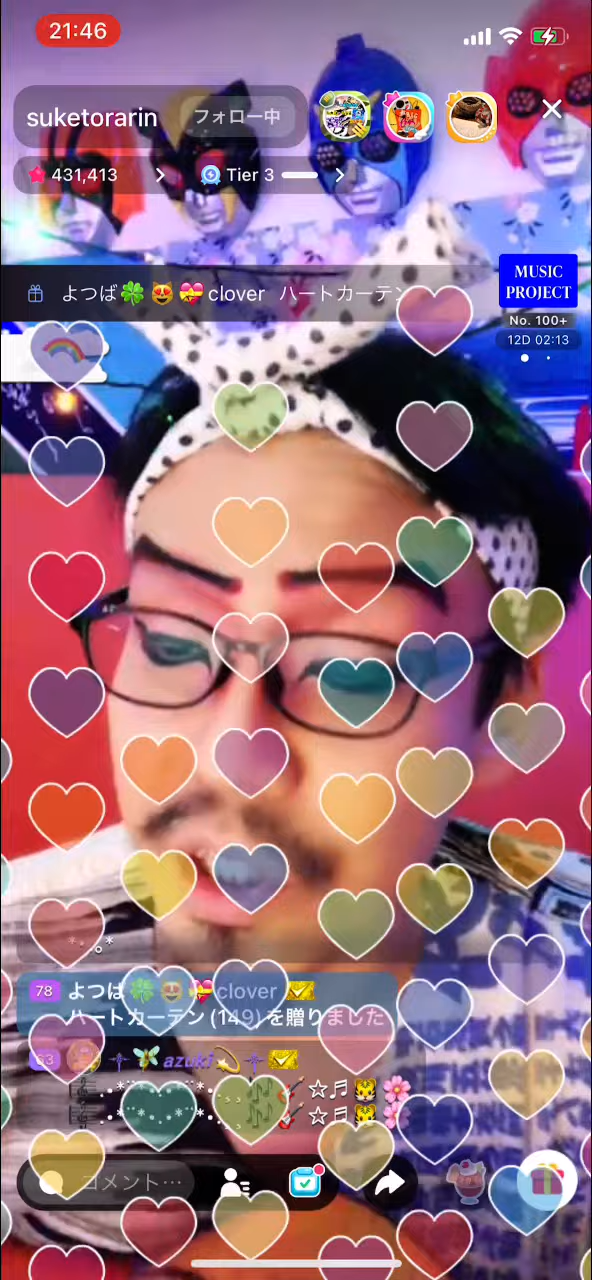 21:46
suketorarin フォロー中
431,413
Tier 3
よつば🍀😻💝clover ハートカーテン
MUSIC
PROJECT
No. 100+
12D 02:13
78 よつば🍀😻💝clover
ハートカーテン (149) を贈りました
azuki
☆♬🐯🌸
☆♬🐯🌸
コメント…